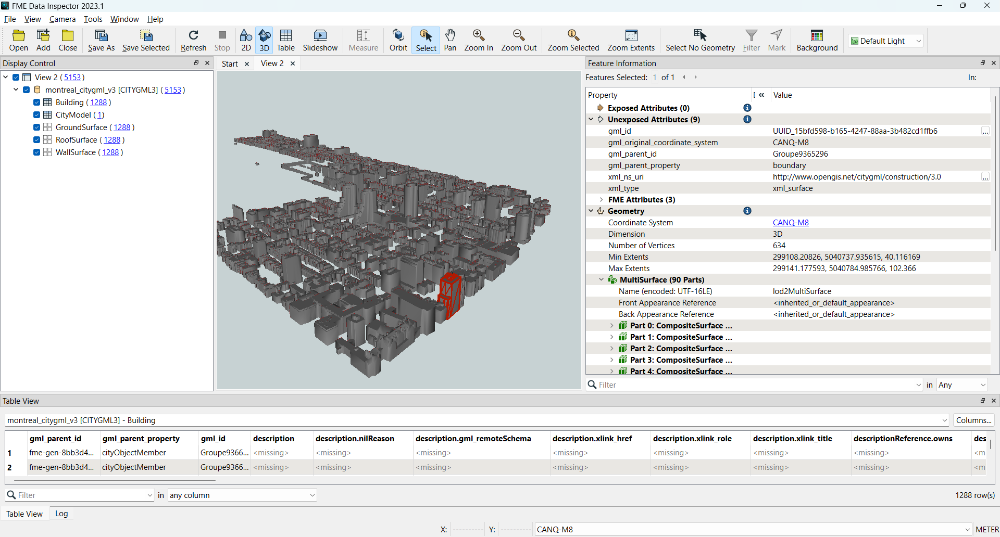 FME Data Inspector 2023.1
File View Camera Tools Window Help
Open Add Close Save As Save Selected Refresh Stop 2D 3D Table Slideshow Measure Orbit Select Pan Zoom In Zoom Out Zoom Selected Zoom Extents Select No Geometry Filter Mark Background Default Light
Display Control
View 2 (5153)
montreal_citygml_v3 [CITYGML3] (5153)
Building (1288)
CityModel (1)
GroundSurface (1288)
RoofSurface (1288)
WallSurface (1288)
Start View 2
Feature Information
Features Selected: 1 of 1 In:
Property « Value
Exposed Attributes (0)
Unexposed Attributes (9)
gml_id UUID_15bfd598-b165-4247-88aa-3b482cd1ffb6 ...
gml_original_coordinate_system CANQ-M8
gml_parent_id Groupe9365296
gml_parent_property boundary
xml_ns_uri http://www.opengis.net/citygml/construction/3.0 ...
xml_type xml_surface
FME Attributes (3)
Geometry
Coordinate System CANQ-M8
Dimension 3D
Number of Vertices 634
Min Extents 299108.20826, 5040737.935615, 40.116169
Max Extents 299141.177593, 5040784.985766, 102.366
MultiSurface (90 Parts)
Name (encoded: UTF-16LE) lod2MultiSurface
Front Appearance Reference <inherited_or_default_appearance>
Back Appearance Reference <inherited_or_default_appearance>
Part 0: CompositeSurface ...
Part 1: CompositeSurface ...
Part 2: CompositeSurface ...
Part 3: CompositeSurface ...
Part 4: CompositeSurface ...
Filter in Any
Table View
montreal_citygml_v3 [CITYGML3] - Building Columns...
gml_parent_id gml_parent_property gml_id description description.nilReason description.gml_remoteSchema description.xlink_href description.xlink_role description.xlink_title descriptionReference.owns des
1 fme-gen-8bb3d4... cityObjectMember Groupe9366... <missing> <missing> <missing> <missing> <missing> <missing> <missing> <m
2 fme-gen-8bb3d4... cityObjectMember Groupe9366... <missing> <missing> <missing> <missing> <missing> <missing> <missing> <m
Filter in any column 1288 row(s)
Table View Log
X: ---------- Y: ---------- CANQ-M8 METER